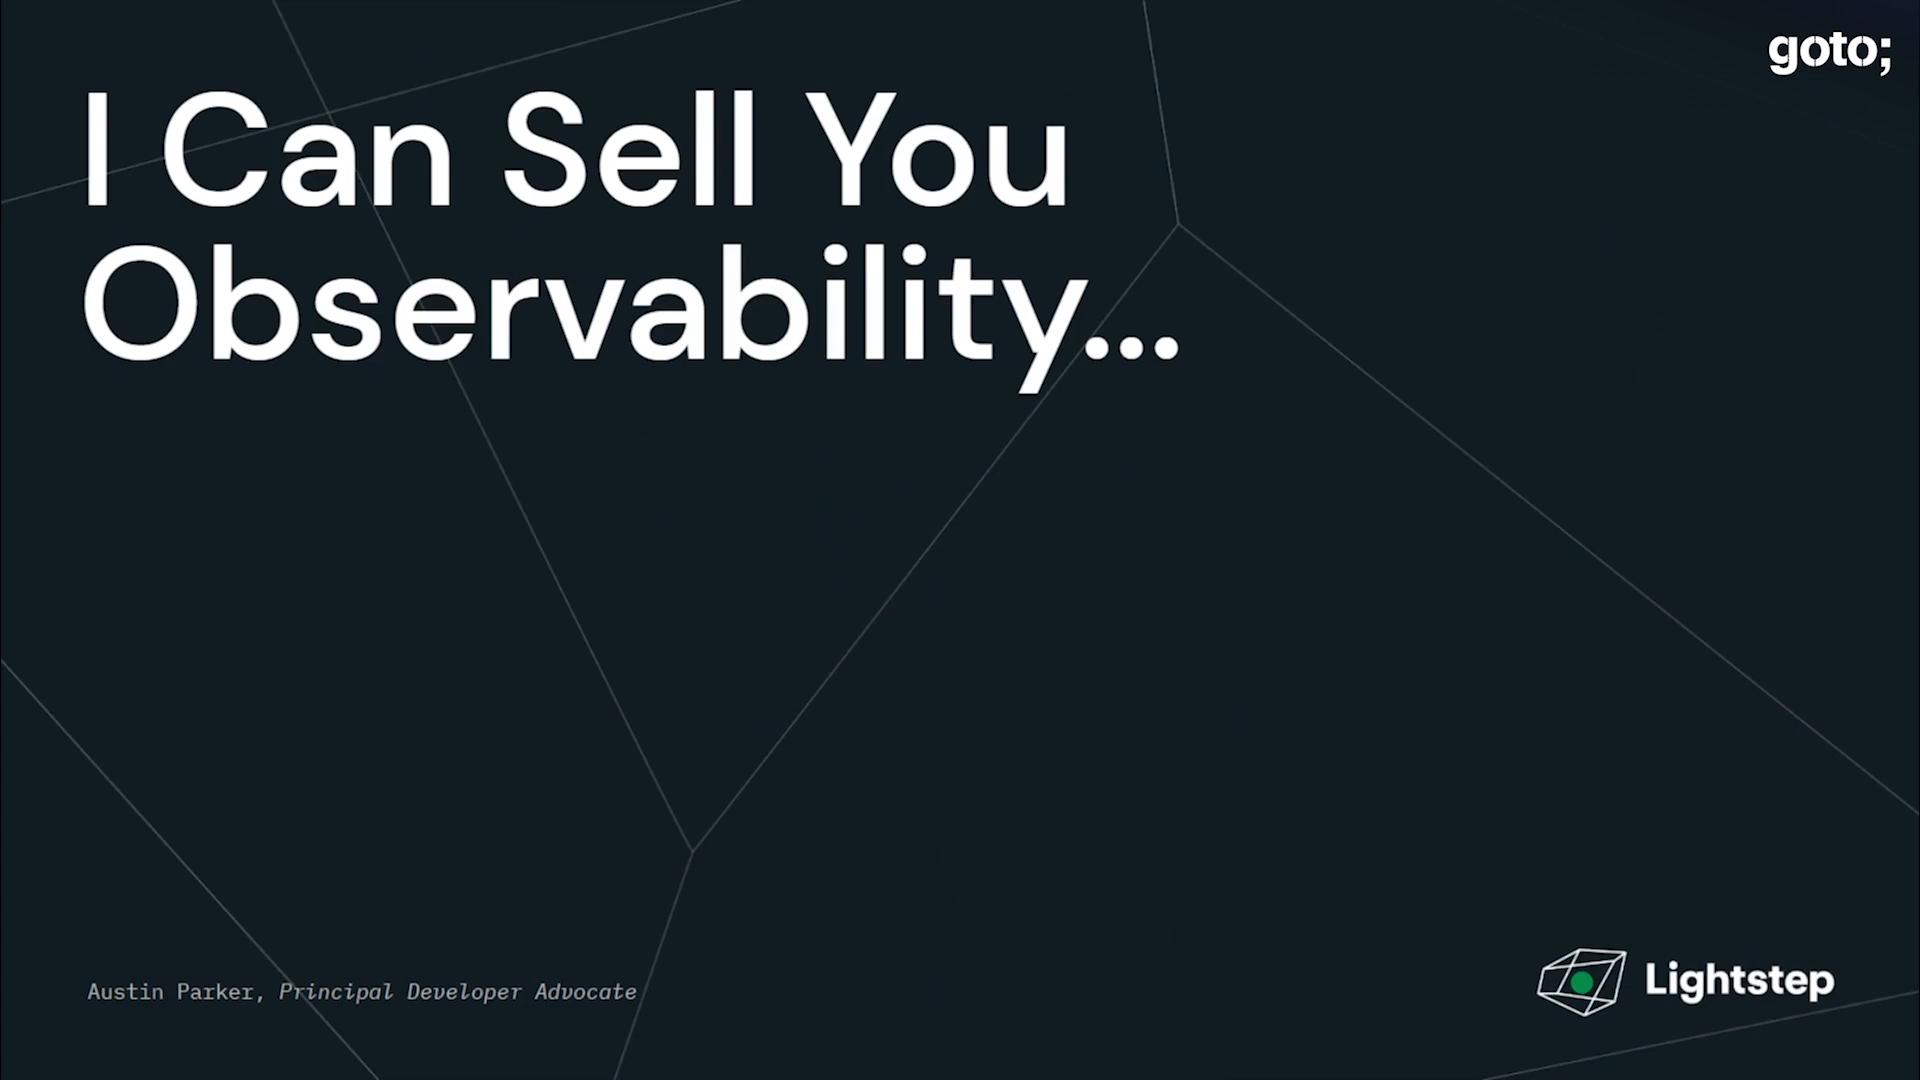 goto;
I Can Sell You
Observability...
Austin Parker, Principal Developer Advocate
Lightstep